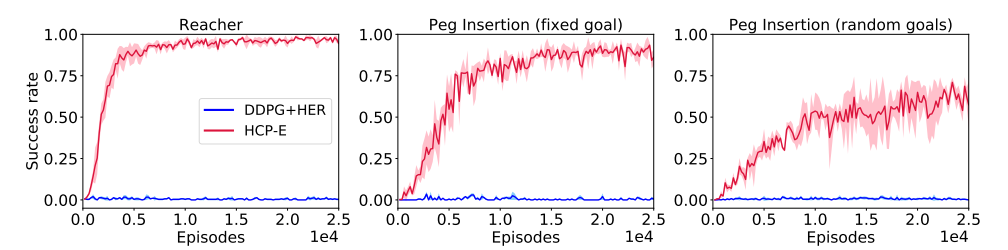 Reacher
Peg Insertion (fixed goal)
Peg Insertion (random goals)
Success rate
1.00
0.75
0.50
0.25
0.00
DDPG+HER
HCP-E
0.0 0.5 1.0 1.5 2.0 2.5
1e4
Episodes
1.00
0.75
0.50
0.25
0.00
0.0 0.5 1.0 1.5 2.0 2.5
1e4
Episodes
1.00
0.75
0.50
0.25
0.00
0.0 0.5 1.0 1.5 2.0 2.5
1e4
Episodes